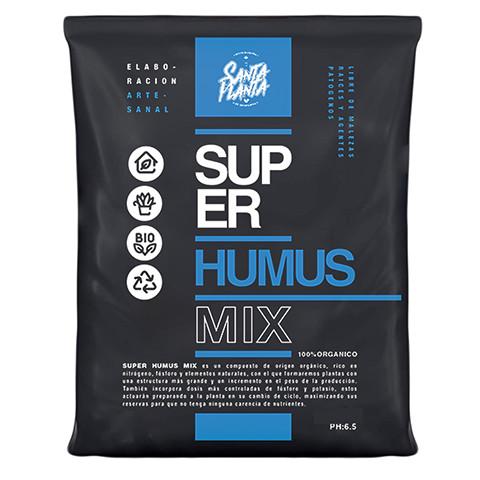 ELABO-
RACION
ARTE-
SANAL
SANTA
PLANTA
LIBRE DE MALEZAS
RAICES Y AGENTES
PATOGENOS
SUP
ER
BIO
HUMUS
MIX
100%ORGANICO
SUPER HUMUS MIX es un compuesto de origen orgánico, rico en
nitrógeno, fósforo y elementos naturales, con el que formaremos plantas con
una estructura más grande y un incremento en el peso de la producción.
También incorpora dosis más controladas de fósforo y potasio, estos
actuarán preparando a la planta en su cambio de ciclo, maximizando sus
reservas para que no tenga ninguna carencia de nutrientes.
PH:6.5